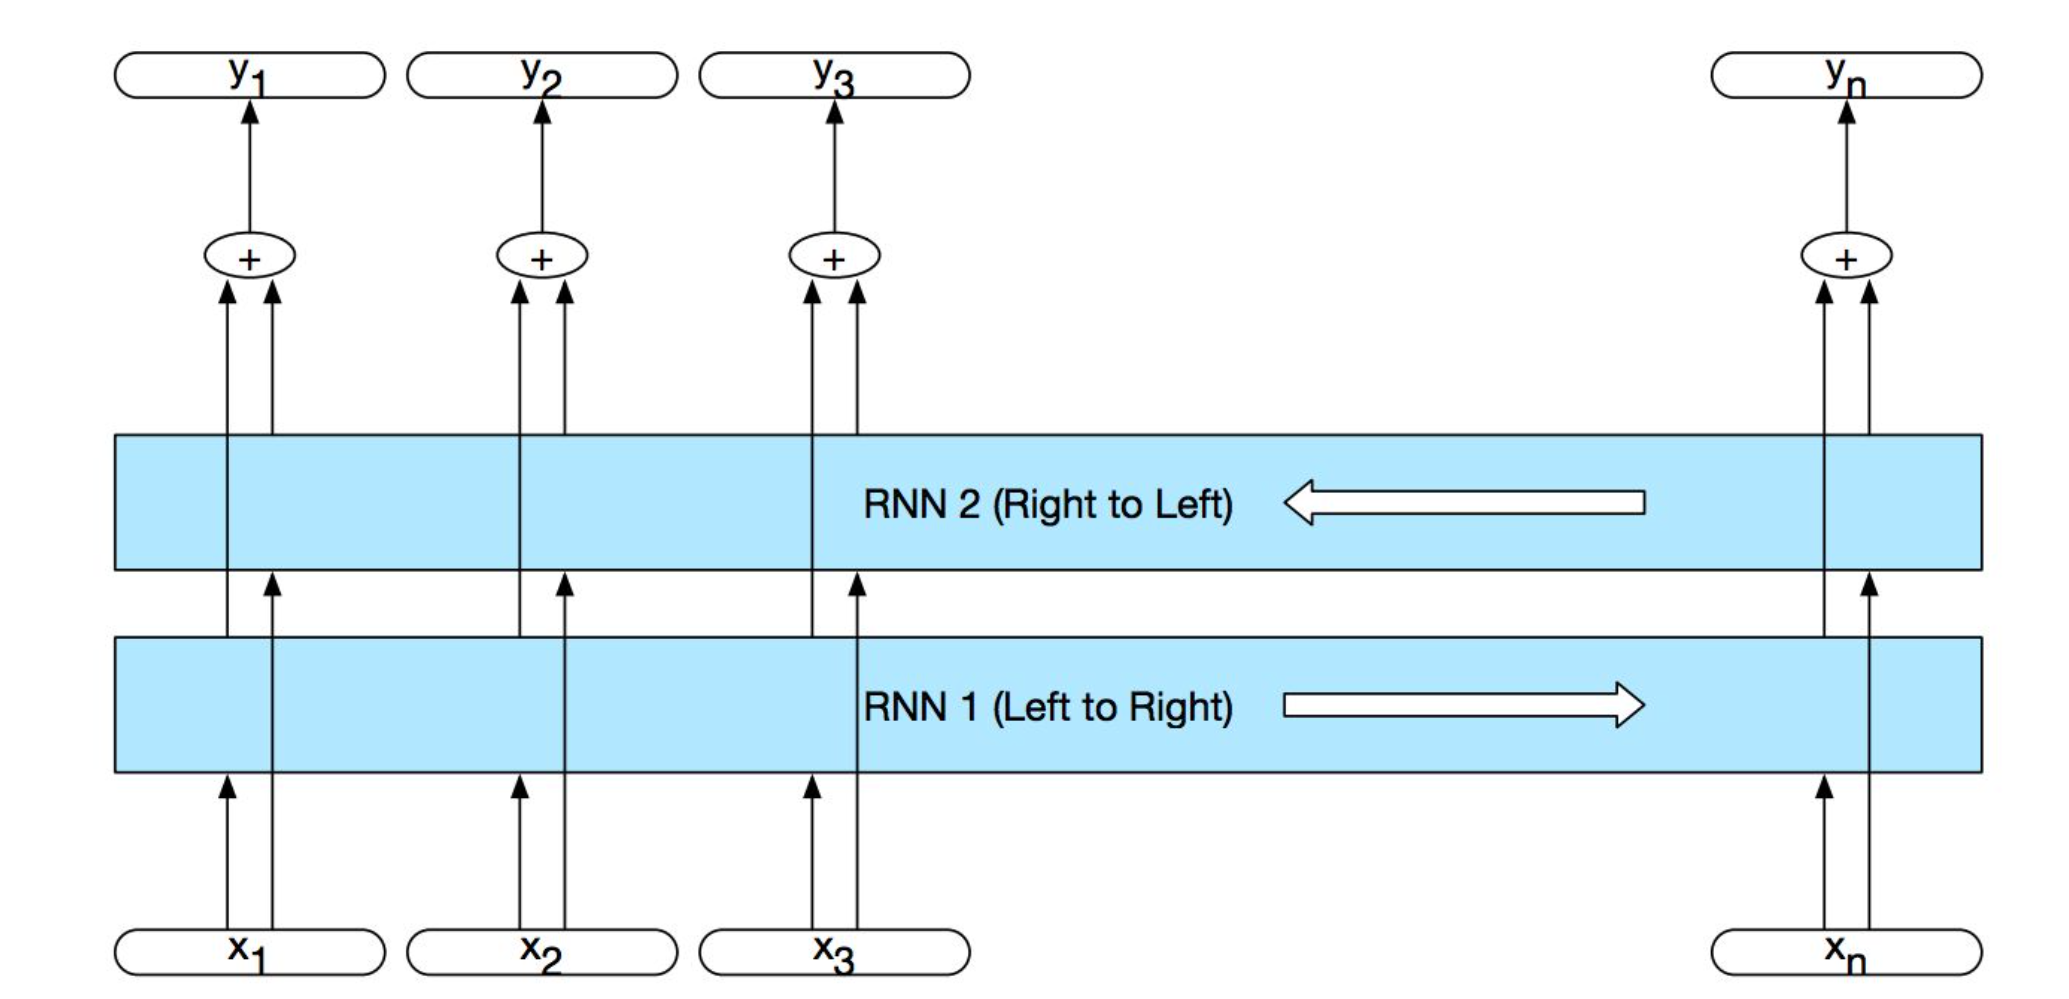 y1 y2 y3 yn
+ + + +
RNN 2 (Right to Left)
RNN 1 (Left to Right)
x1 x2 x3 xn